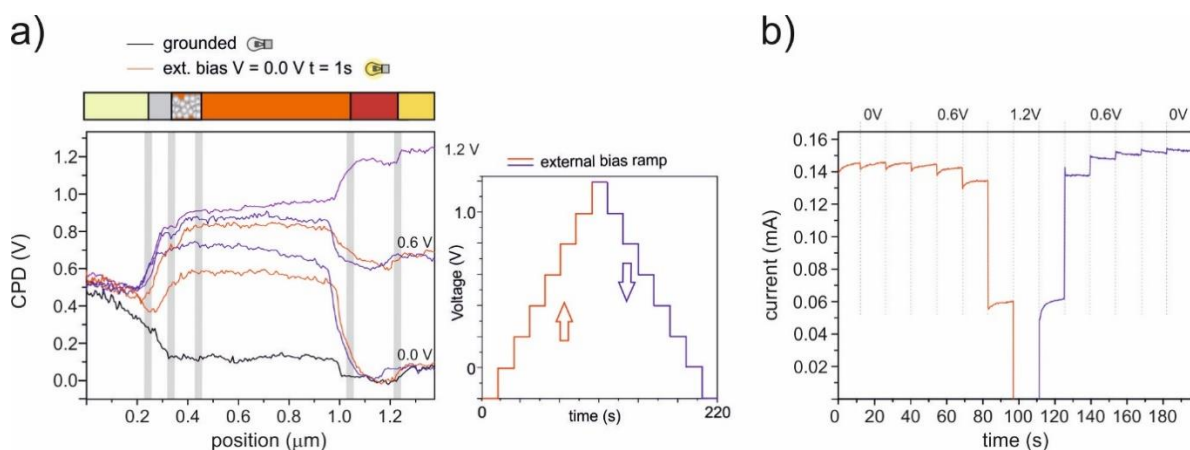 a)
grounded
ext. bias V = 0.0 V t = 1s
CPD (V)
1.2
1.0
0.8
0.6
0.4
0.2
0.0
1.2 V
0.6 V
0.0 V
0.2
0.4
0.6
0.8
1.0
1.2
position (μm)
external bias ramp
Voltage (V)
1.0
0
0
220
time (s)
b)
0V
0.6V
1.2V
0.6V
0V
current (mA)
0.16
0.14
0.12
0.10
0.08
0.06
0.04
0.02
0
20
40
60
80
100
120
140
160
180
time (s)